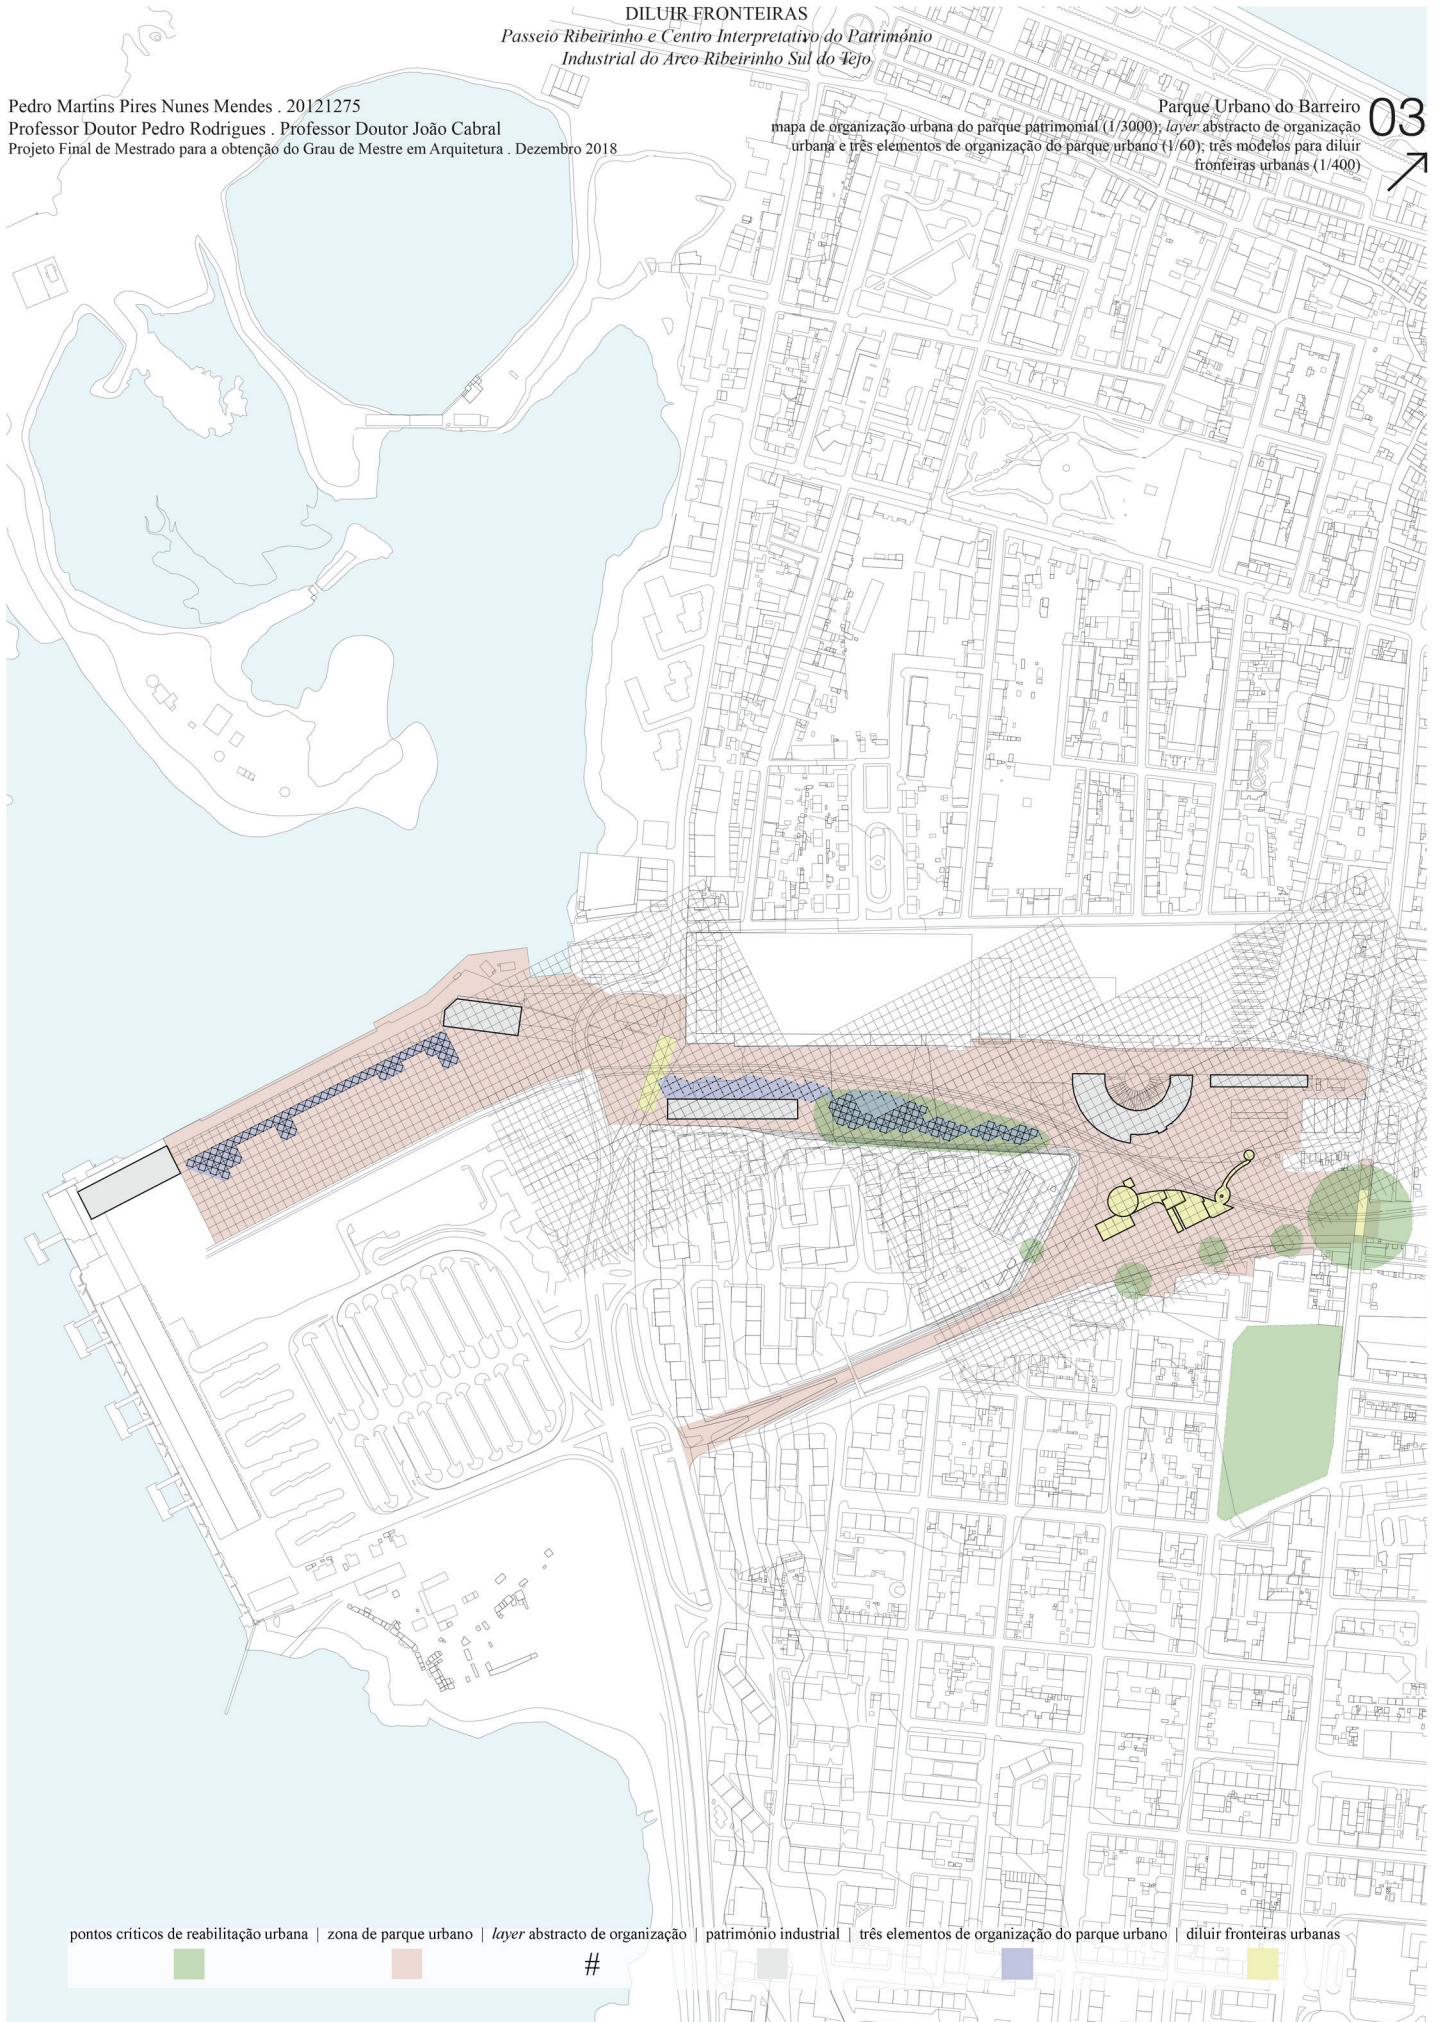 DILUIR FRONTEIRAS
Passeio Ribeirinho e Centro Interpretativo do Património
Industrial do Arco Ribeirinho Sul do Tejo
Pedro Martins Pires Nunes Mendes . 20121275
Professor Doutor Pedro Rodrigues . Professor Doutor João Cabral
Projeto Final de Mestrado para a obtenção do Grau de Mestre em Arquitetura . Dezembro 2018
Parque Urbano do Barreiro
mapa de organização urbana do parque patrimonial (1/3000); layer abstracto de organização
urbana e três elementos de organização do parque urbano (1/60); três modelos para diluir
fronteiras urbanas (1/400)
03
pontos críticos de reabilitação urbana | zona de parque urbano | layer abstracto de organização | património industrial | três elementos de organização do parque urbano | diluir fronteiras urbanas
#